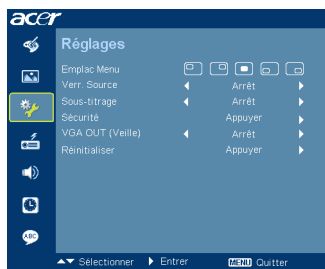 acer
Réglages
Emplac Menu
Verr. Source Arrêt
Sous-titrage Arrêt
Sécurité Appuyer
VGA OUT (Veille) Arrêt
Réinitialiser Appuyer
ABC
Sélectionner Entrer MENU Quitter